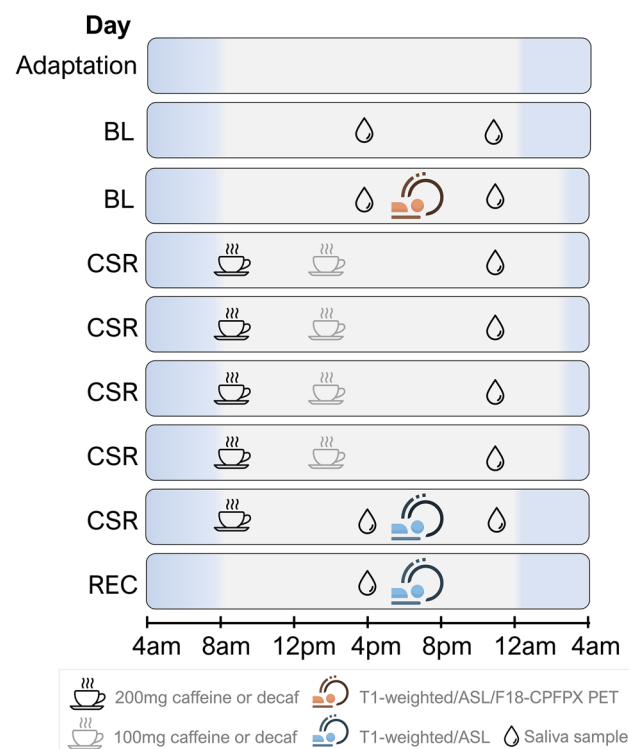 Day
Adaptation
BL
BL
CSR
CSR
CSR
CSR
CSR
REC
4am 8am 12pm 4pm 8pm 12am 4am
200mg caffeine or decaf T1-weighted/ASL/F18-CPFPX PET
100mg caffeine or decaf T1-weighted/ASL Saliva sample